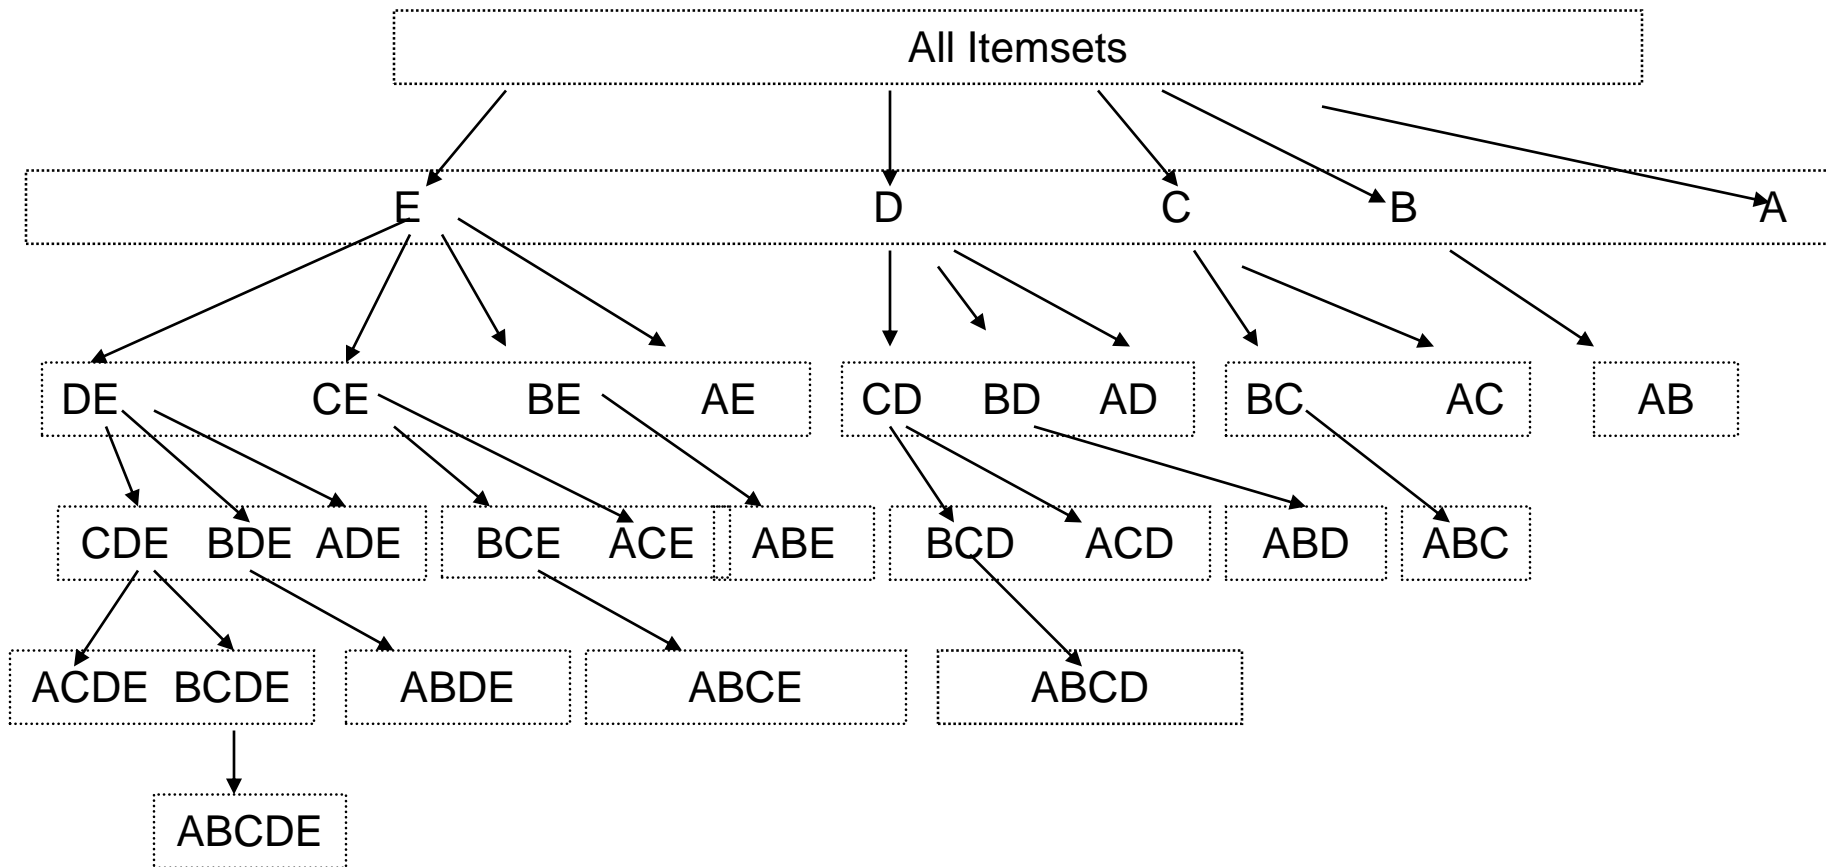 All Itemsets
E D C B A
DE CE BE AE CD BD AD BC AC AB
CDE BDE ADE BCE ACE ABE BCD ACD ABD ABC
ACDE BCDE ABDE ABCE ABCD
ABCDE